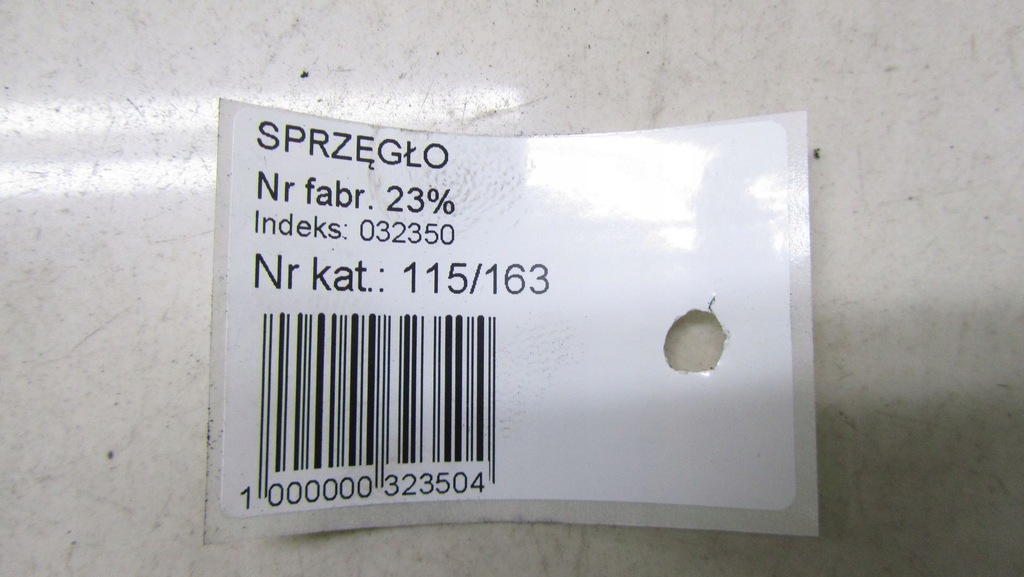 SPRZĘGŁO
Nr fabr. 23%
Indeks: 032350
Nr kat.: 115/163
1 000000 323504